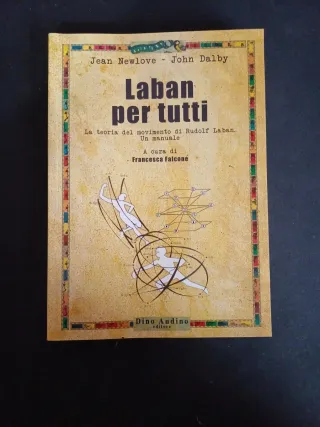 Jean Newlove - John Dalby
Laban
per tutti
La teoria del movimento di Rudolf Laban.
Un manuale
A cura di
Francesca Falcone
Dino Audino
editore